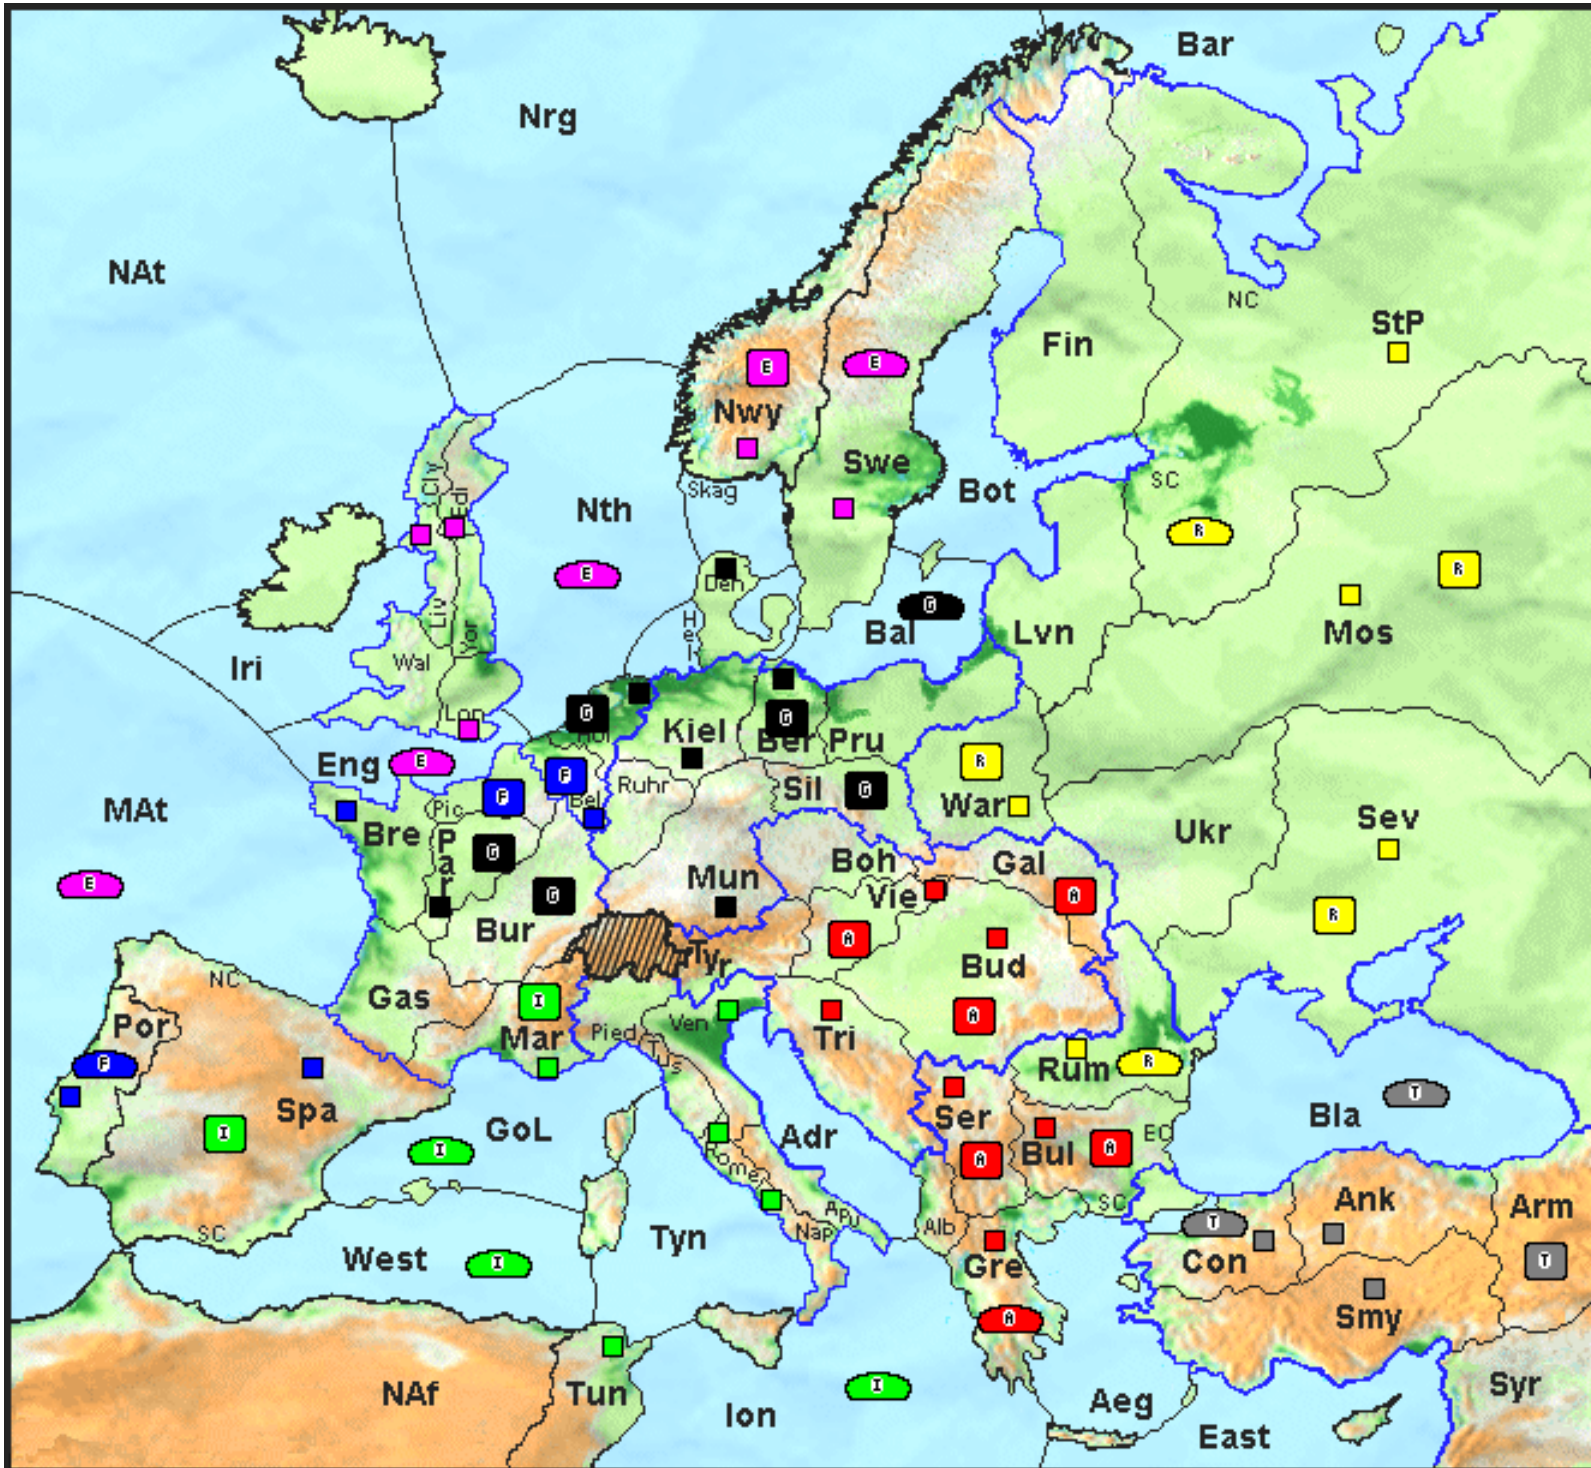 Bar
Nrg
NAt
NC
StP
Fin
E
E
Nwy
Swe
Cly
Edi
Skag
Bot
SC
Nth
R
R
E
Den
G
Hel
Bal
Lvn
Mos
Liv
Yor
Iri
Wal
Lon
G
Hol
Kiel
G
Ber
Pru
Eng
E
F
F
Bel
Ruhr
Sil
G
R
War
MAt
Pic
Bre
Par
G
Boh
Gal
Ukr
Sev
E
G
Mun
Vie
A
R
Bur
A
Tyr
Bud
NC
Gas
I
Mar
Pied
Ven
Tri
A
Por
F
Tus
Rum
R
Spa
I
GoL
I
Adr
Ser
Bul
A
EC
Bla
T
A
Rome
SC
West
I
Tyn
Nap
Apu
Alb
Gre
SC
T
Con
Ank
Arm
T
Smy
A
NAf
Tun
Ion
I
Aeg
East
Syr